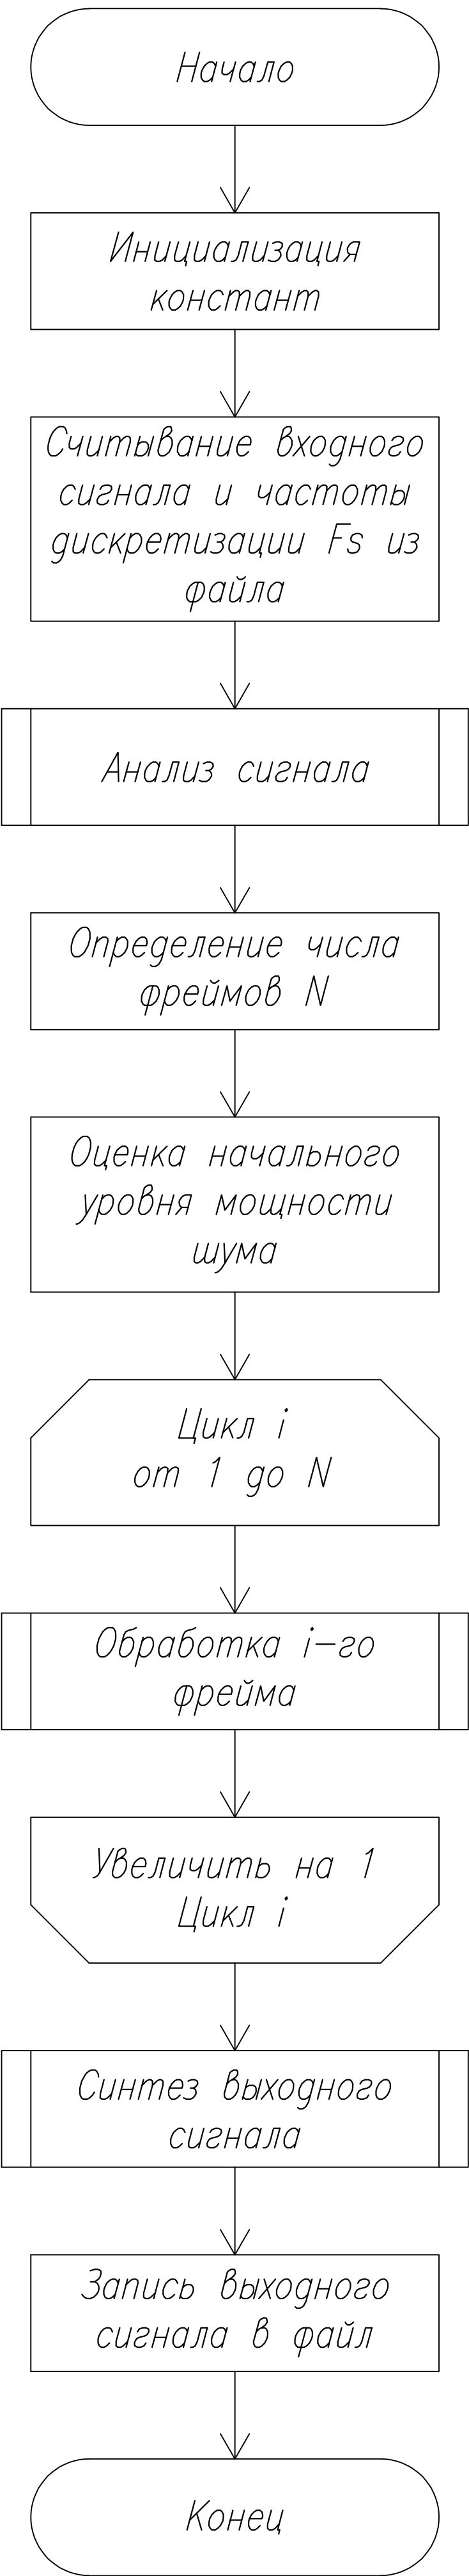 Начало
Инициализация
констант
Считывание входного
сигнала и частоты
дискретизации Fs из
файла
Анализ сигнала
Определение числа
фреймов N
Оценка начального
уровня мощности
шума
Цикл i
от 1 до N
Обработка i-го
фрейма
Увеличить на 1
Цикл i
Синтез выходного
сигнала
Запись выходного
сигнала в файл
Конец